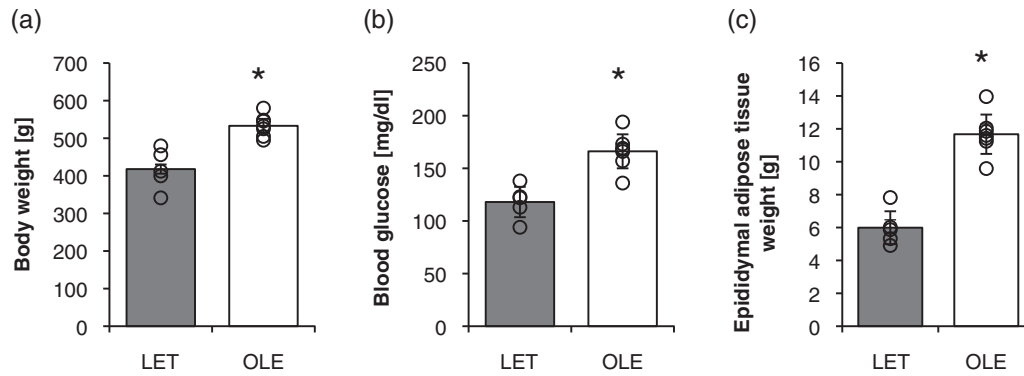 (a)
Body weight [g]
700
600
500
400
300
200
100
0
*
LET
OLE
(b)
Blood glucose [mg/dl]
250
200
150
100
50
0
*
LET
OLE
(c)
Epididymal adipose tissue
weight [g]
16
14
12
10
8
6
4
2
0
*
LET
OLE